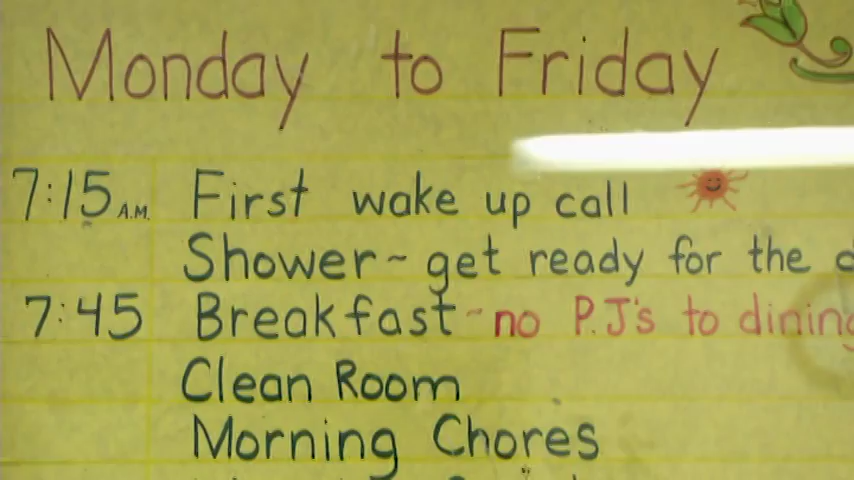 Monday to Friday
7:15 A.M. First wake up call
Shower ~ get ready for the
7:45 Breakfast - no P.J.'s to dining
Clean Room
Morning Chores